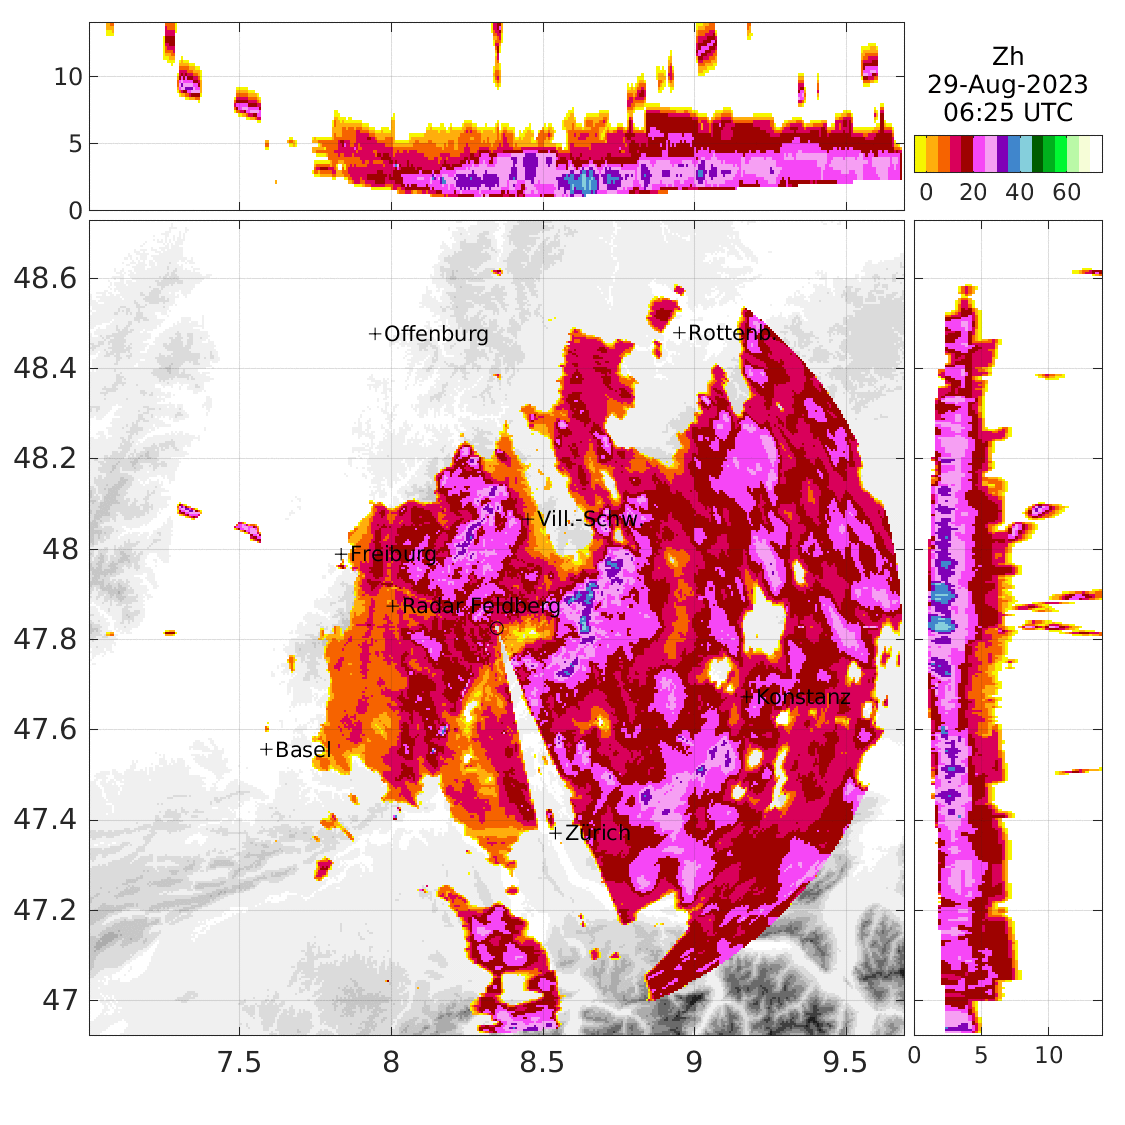 10
5
0
Zh
29-Aug-2023
06:25 UTC
0 20 40 60
48.6
48.4
48.2
48
47.8
47.6
47.4
47.2
47
+Offenburg
+Rottenb.
+Vill.-Schw.
+Freiburg
+Radar Feldberg
+Konstanz
+Basel
+Zürich
7.5 8 8.5 9 9.5
0 5 10